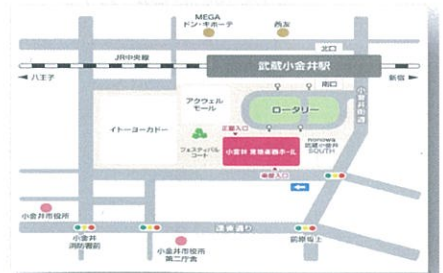 MEGA
ドン・キホーテ
西友
北口
JR中央線
武蔵小金井駅
八王子
新宿
南口
小金井街道
アクウェル
モール
ロータリー
イトーヨーカドー
正面入口
フェスティバル
コート
小金井 宮地楽器ホール
nonowa
武蔵小金井
SOUTH
小金井市役所
小金井
消防署前
連雀通り
前原坂上
小金井市役所
第二庁舎